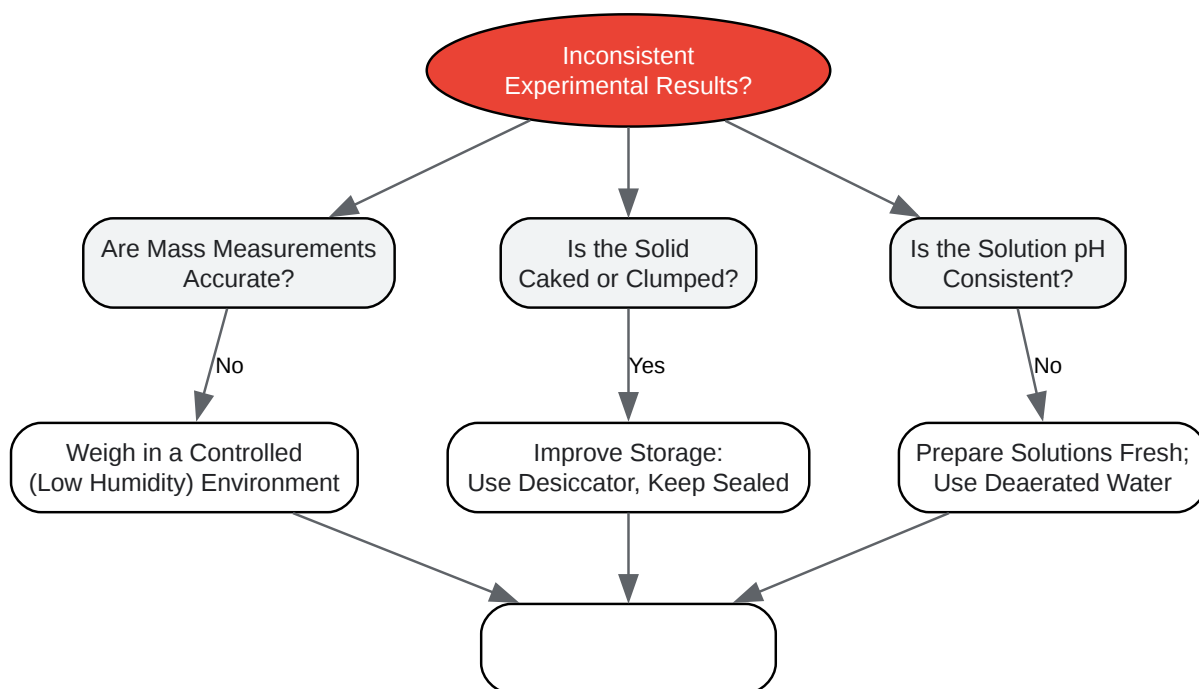 Inconsistent
Experimental Results?
Are Mass Measurements
Accurate?
Is the Solid
Caked or Clumped?
Is the Solution pH
Consistent?
No
Yes
No
Weigh in a Controlled
(Low Humidity) Environment
Improve Storage:
Use Desiccator, Keep Sealed
Prepare Solutions Fresh;
Use Deaerated Water